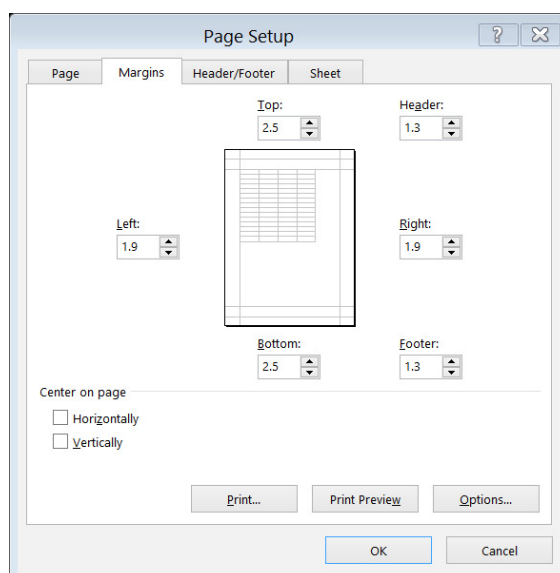 Page Setup ?
Page Margins Header/Footer Sheet
Top: Header:
2.5 1.3
Left: Right:
1.9 1.9
Bottom: Footer:
2.5 1.3
Center on page
Horizontally
Vertically
Print... Print Preview Options...
OK Cancel